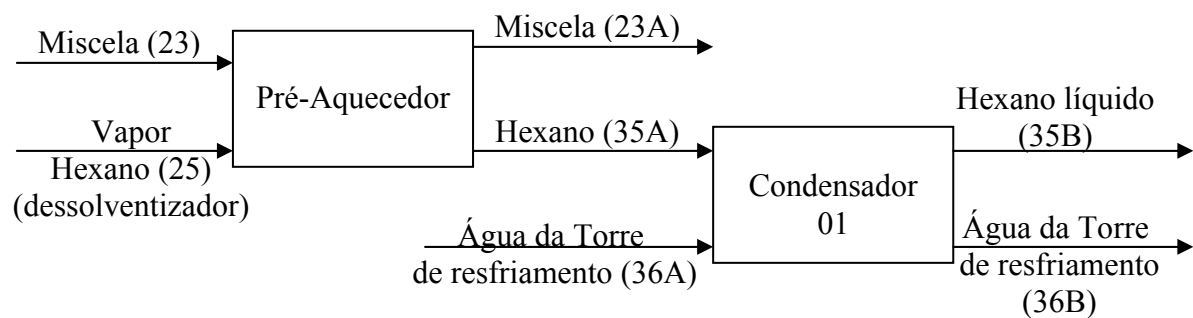 Miscela (23)
Miscela (23A)
Pré-Aquecedor
Vapor
Hexano (25)
(dessolventizador)
Hexano (35A)
Hexano líquido
(35B)
Condensador
01
Água da Torre
de resfriamento (36A)
Água da Torre
de resfriamento
(36B)